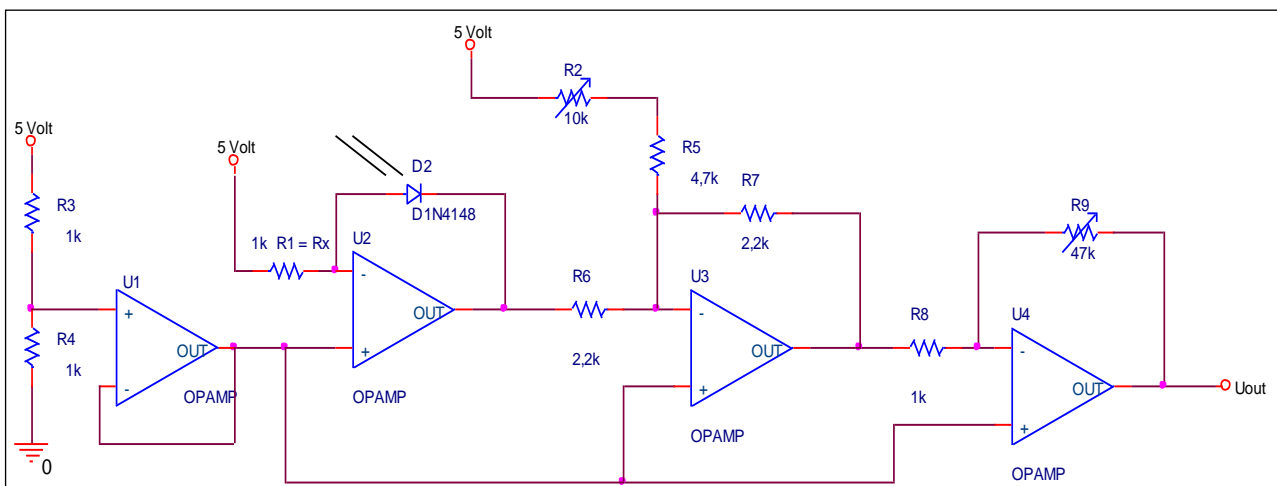 5 Volt
R2
10k
5 Volt
5 Volt
D2
D1N4148
R5
4,7k
R7
2,2k
R3
1k
R9
47k
1k R1 = Rx
U2
-
+
OUT
OPAMP
U1
+
-
OUT
OPAMP
R4
1k
0
R6
2,2k
U3
-
+
OUT
OPAMP
R8
1k
U4
-
+
OUT
OPAMP
Uout